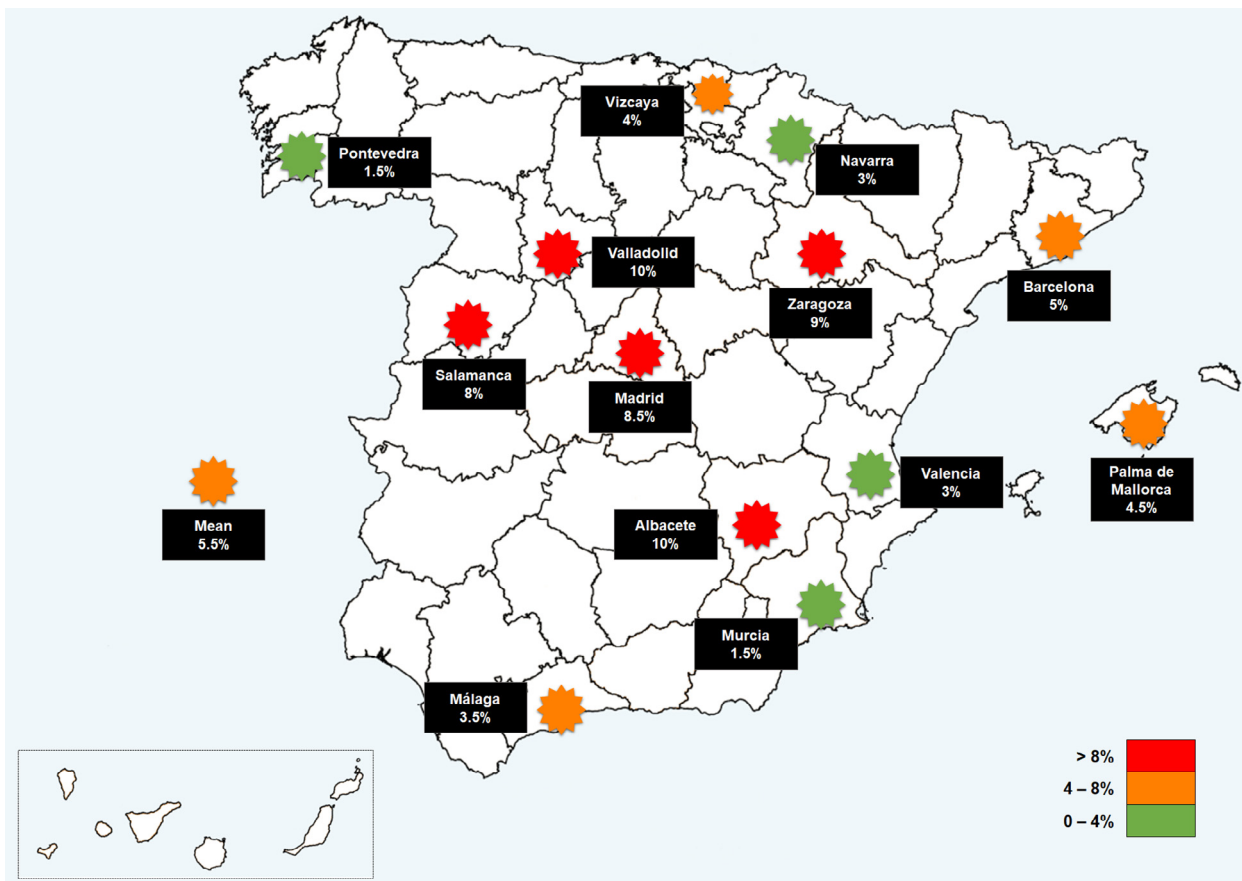 Vizcaya
4%
Pontevedra
1.5%
Navarra
3%
Valladolid
10%
Zaragoza
9%
Barcelona
5%
Salamanca
8%
Madrid
8.5%
Mean
5.5%
Valencia
3%
Palma de
Mallorca
4.5%
Albacete
10%
Murcia
1.5%
Málaga
3.5%
> 8%
4 – 8%
0 – 4%